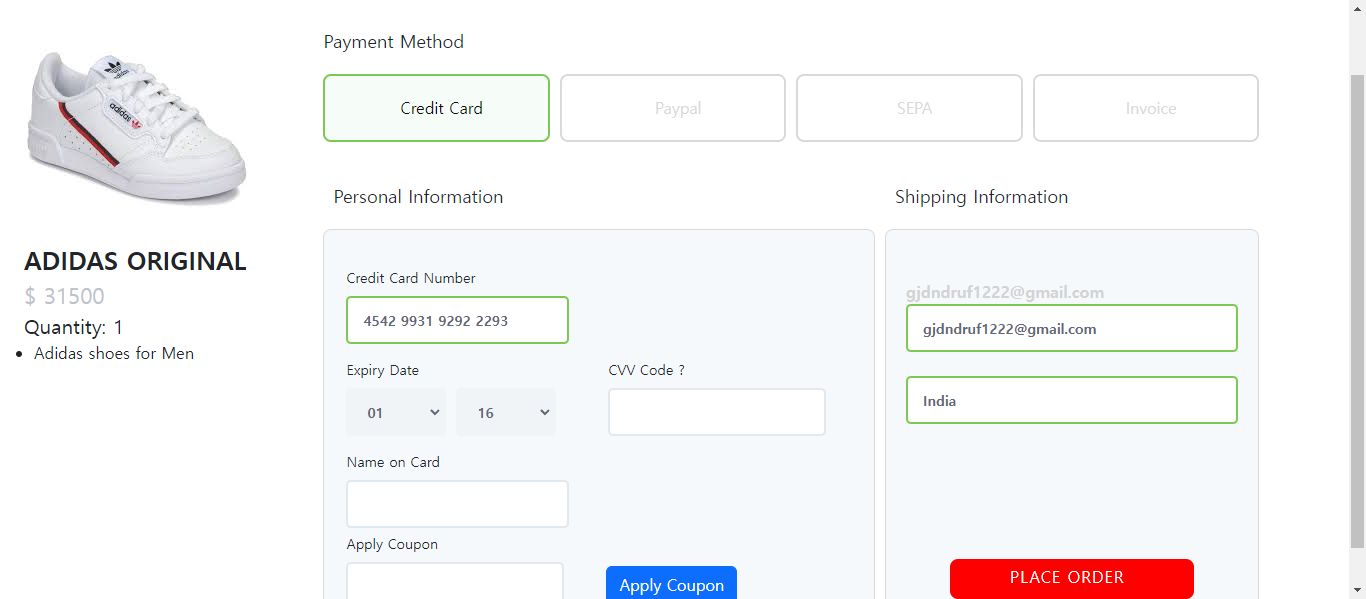 adidas
adidas
ADIDAS ORIGINAL
$ 31500
Quantity: 1
Adidas shoes for Men
Payment Method
Credit Card
Paypal
SEPA
Invoice
Personal Information
Credit Card Number
4542 9931 9292 2293
Expiry Date
CVV Code ?
01
16
Name on Card
Apply Coupon
Apply Coupon
Shipping Information
gjdndruf1222@gmail.com
gjdndruf1222@gmail.com
India
PLACE ORDER